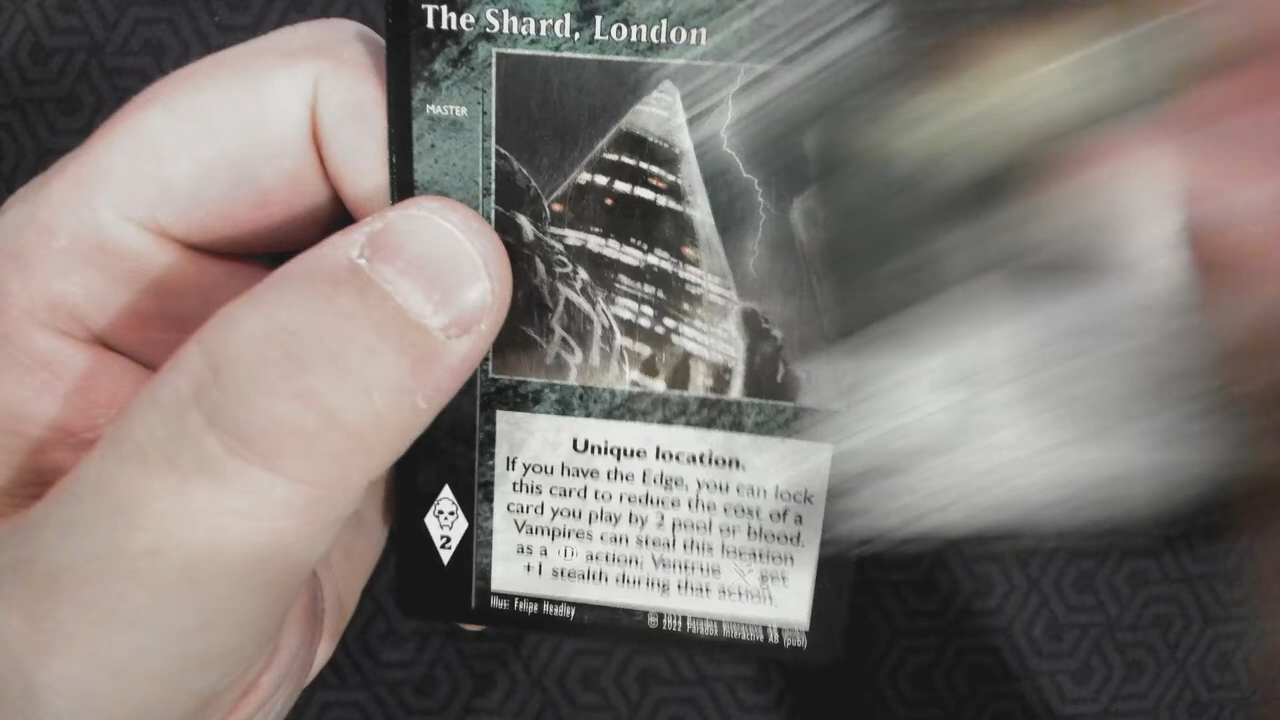 The Shard, London
MASTER
Unique location.
If you have the Edge, you can lock
this card to reduce the cost of a
card you play by 2 pool or blood.
Vampires can steal this location
as a (D) action; Ventrue get
+1 stealth during that action.
2
Illus: Felipe Headley
© 2022 Paradox Interactive AB (publ)